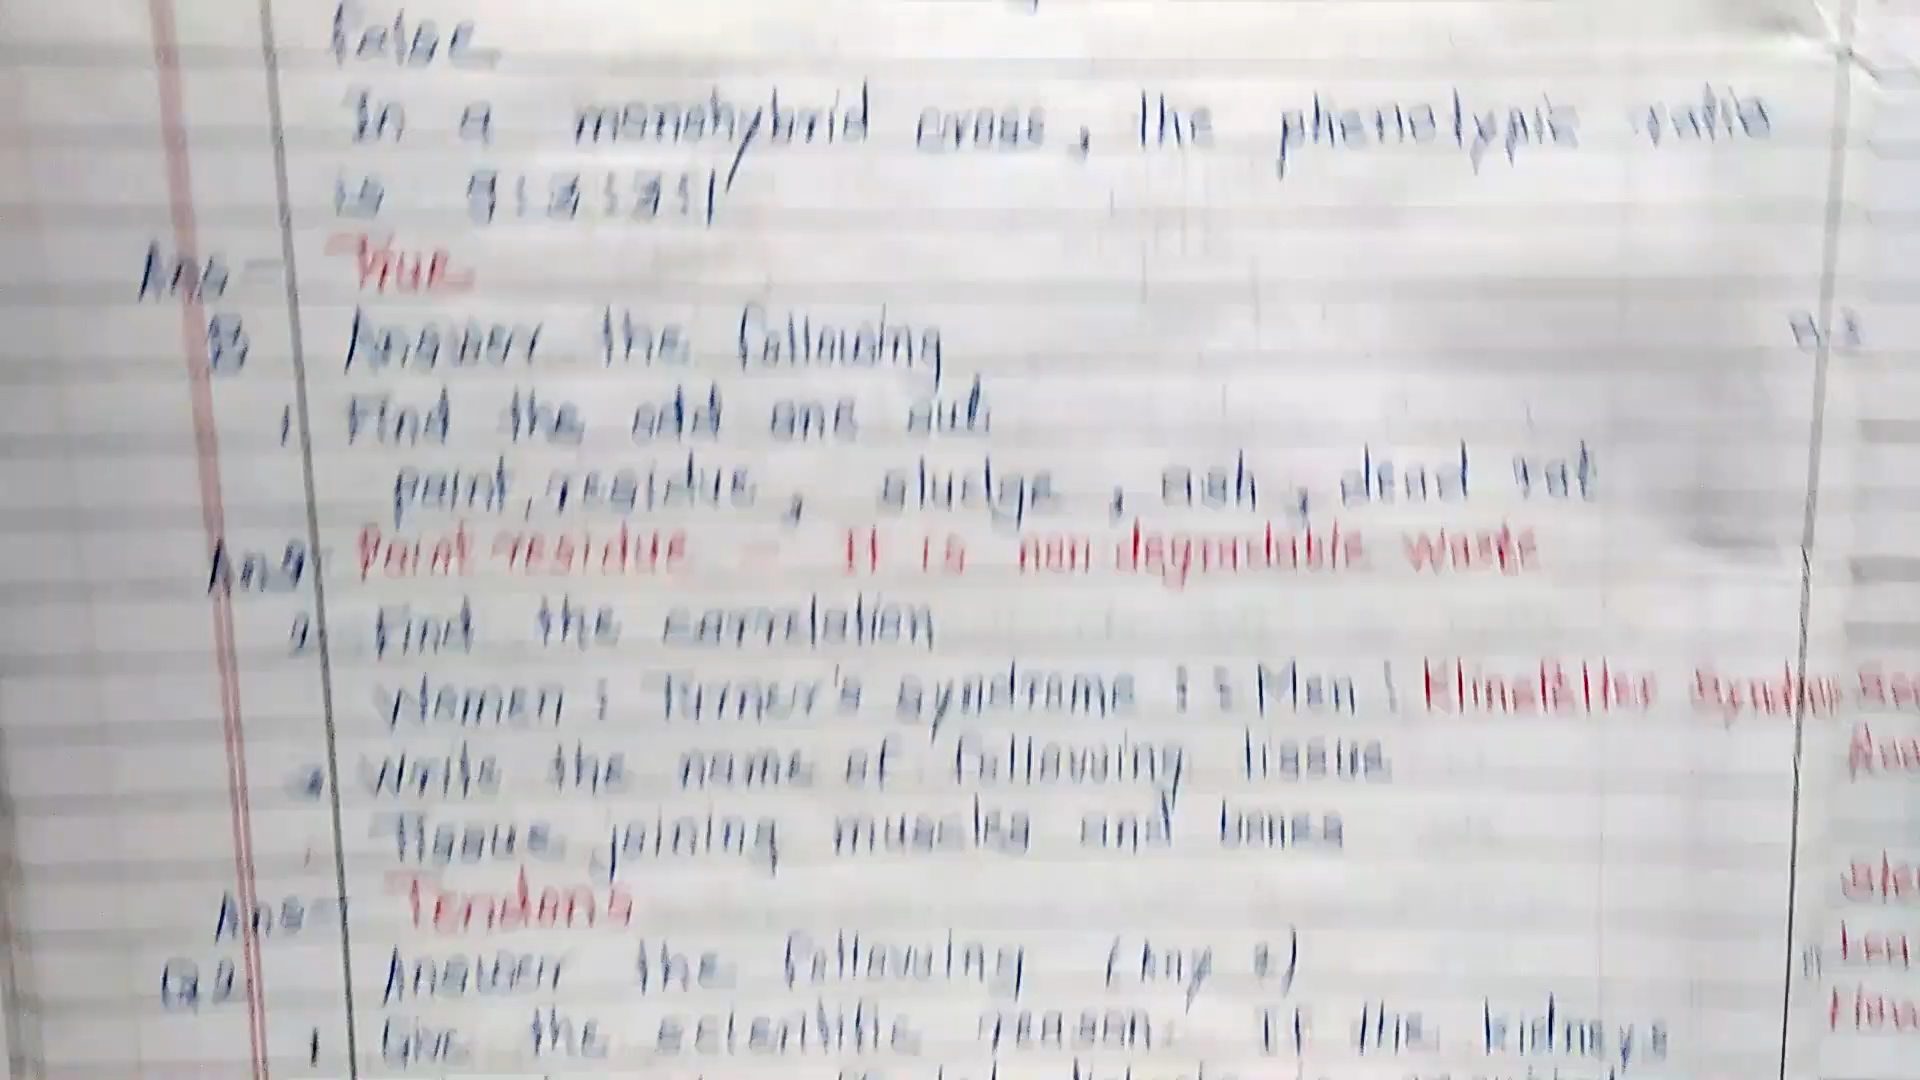 False
In a monohybrid cross, the phenotypic ratio
is 9:3:3:1
Ans - True
B Answer the following
1 Find the odd one out.
paint, residue, sludge, ash, dead rat
Ans Paint residue - It is non degradable waste
2 Find the correlation
Women : Turner's syndrome :: Men : Klinefelter
Write the name of following tissue
Tissue joining muscles and bones
Ans - Tendons
Q2 Answer the following (Any 2)
1 Give the scientific reason. If the kidneys